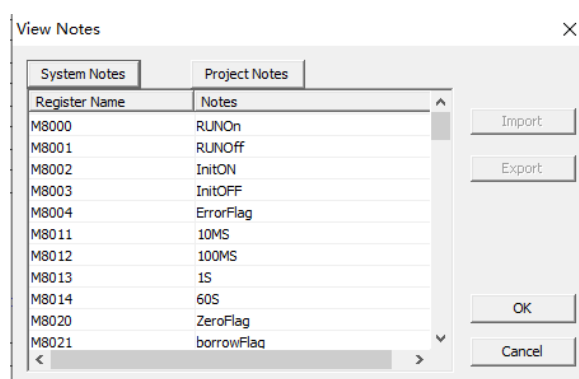 View Notes
System Notes Project Notes
Register Name Notes
M8000 RUNOn
M8001 RUNOff
M8002 InitON
M8003 InitOFF
M8004 ErrorFlag
M8011 10MS
M8012 100MS
M8013 1S
M8014 60S
M8020 ZeroFlag
M8021 borrowFlag
Import
Export
OK
Cancel